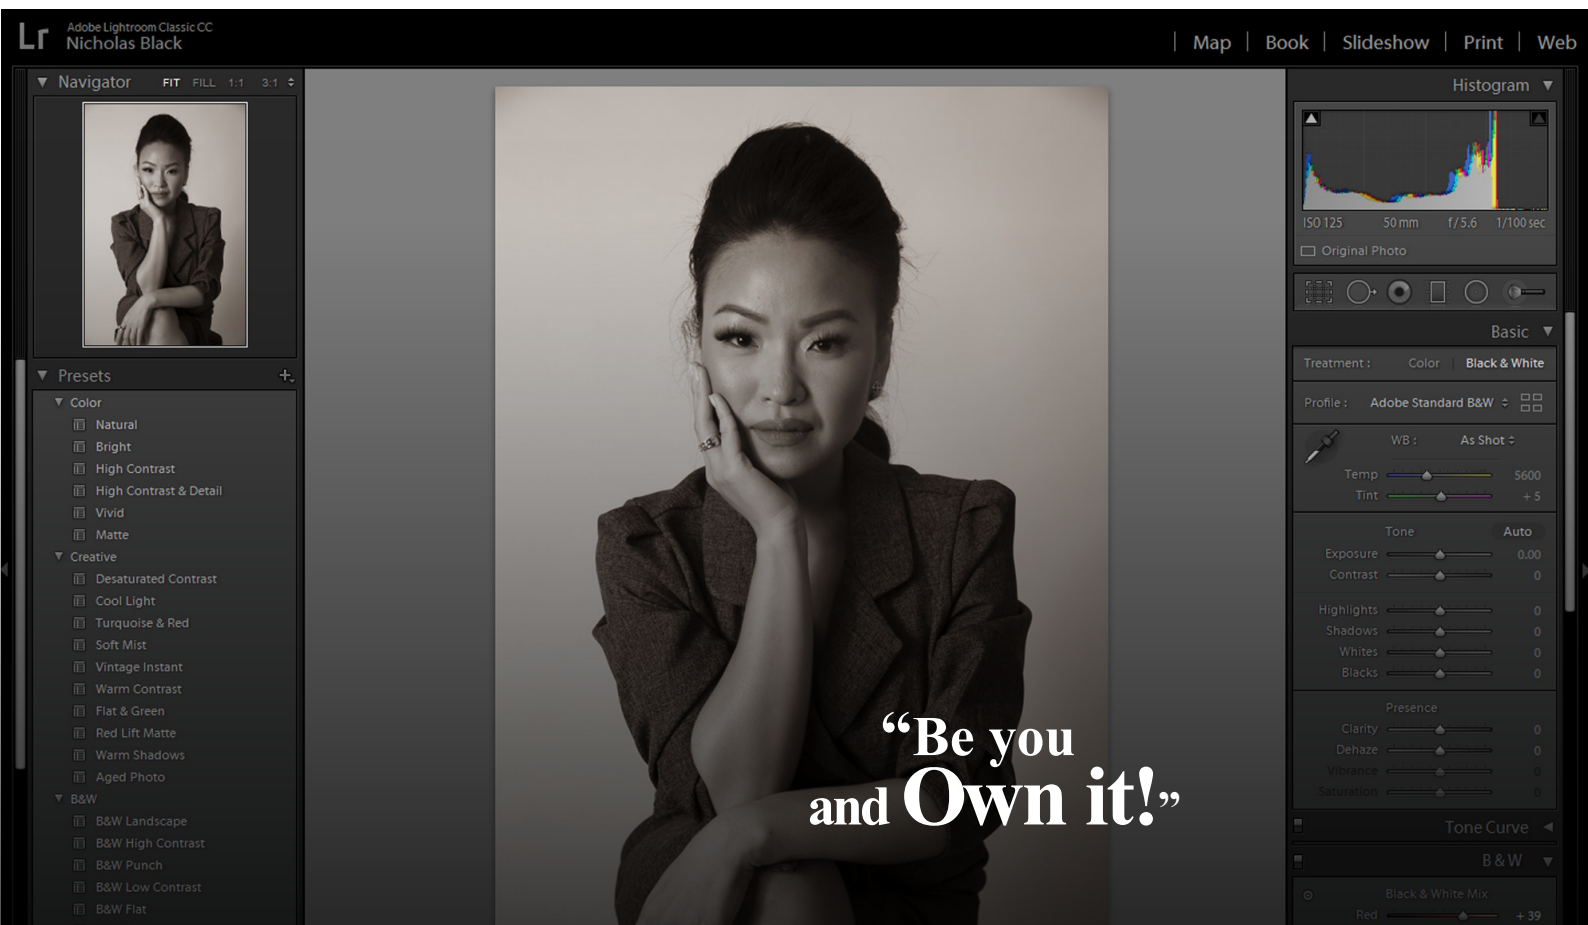 Lr
Adobe Lightroom Classic CC
Nicholas Black
Map | Book | Slideshow | Print | Web
Navigator FIT FILL 1:1 3:1
Presets
Color
Natural
Bright
High Contrast
High Contrast & Detail
Vivid
Matte
Creative
Desaturated Contrast
Cool Light
Turquoise & Red
Soft Mist
Vintage Instant
Warm Contrast
Flat & Green
Red Lift Matte
Warm Shadows
Aged Photo
B&W
B&W Landscape
B&W High Contrast
B&W Punch
B&W Low Contrast
B&W Flat
“Be you
and Own it!”
Histogram
ISO 125 50 mm f / 5.6 1/100 sec
Original Photo
Basic
Treatment : Color | Black & White
Profile : Adobe Standard B&W
WB : As Shot
Temp 5600
Tint + 5
Tone Auto
Exposure 0.00
Contrast 0
Highlights 0
Shadows 0
Whites 0
Blacks 0
Presence
Clarity 0
Dehaze 0
Vibrance 0
Saturation 0
Tone Curve
B & W
Black & White Mix
Red + 39